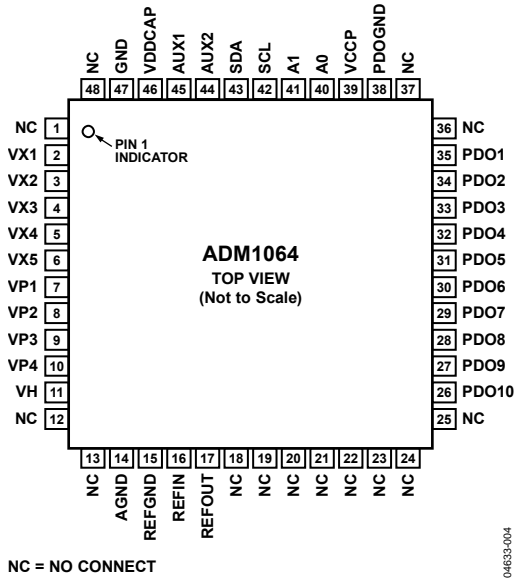 NC
GND
VDDCAP
AUX1
AUX2
SDA
SCL
A1
A0
VCCP
PDOGND
NC
48 47 46 45 44 43 42 41 40 39 38 37
NC 1
VX1 2
VX2 3
VX3 4
VX4 5
VX5 6
VP1 7
VP2 8
VP3 9
VP4 10
VH 11
NC 12
PIN 1
INDICATOR
ADM1064
TOP VIEW
(Not to Scale)
36 NC
35 PDO1
34 PDO2
33 PDO3
32 PDO4
31 PDO5
30 PDO6
29 PDO7
28 PDO8
27 PDO9
26 PDO10
25 NC
13 14 15 16 17 18 19 20 21 22 23 24
NC
AGND
REFGND
REFIN
REFOUT
NC
NC
NC
NC
NC
NC
NC
NC = NO CONNECT
04633-004